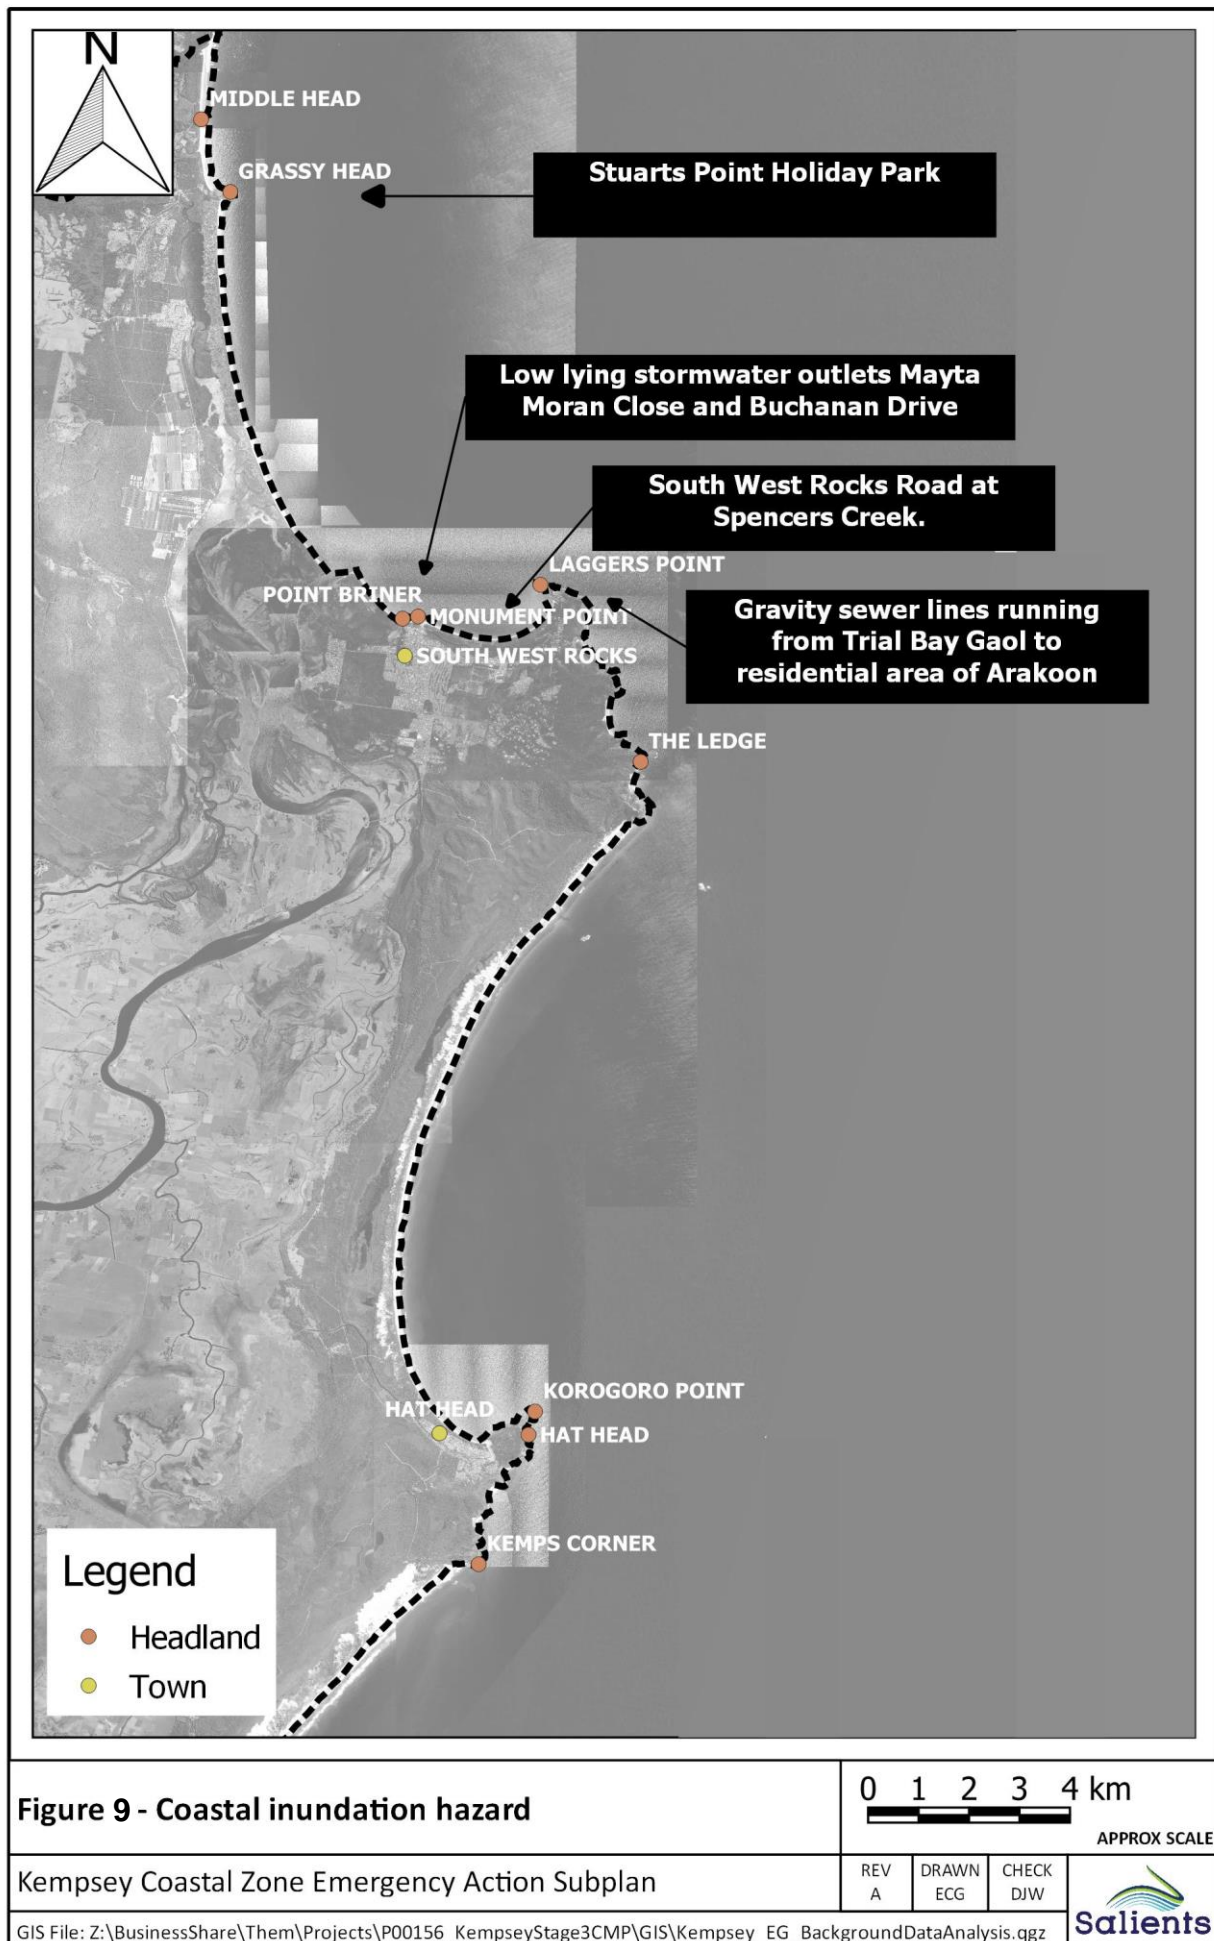 N
MIDDLE HEAD
GRASSY HEAD
Stuarts Point Holiday Park
Low lying stormwater outlets Mayta
Moran Close and Buchanan Drive
South West Rocks Road at
Spencers Creek.
LAGGERS POINT
POINT BRINER
MONUMENT POINT
Gravity sewer lines running
from Trial Bay Gaol to
residential area of Arakoon
SOUTH WEST ROCKS
THE LEDGE
KOROGORO POINT
HAT HEAD
HAT HEAD
KEMPS CORNER
Legend
Headland
Town
Figure 9 - Coastal inundation hazard
0 1 2 3 4 km
APPROX SCALE
Kempsey Coastal Zone Emergency Action Subplan
REV
A
DRAWN
ECG
CHECK
DJW
Salients
GIS File: Z:\BusinessShare\Them\Projects\P00156_KempseyStage3CMP\GIS\Kempsey_EG_BackgroundDataAnalysis.qgz